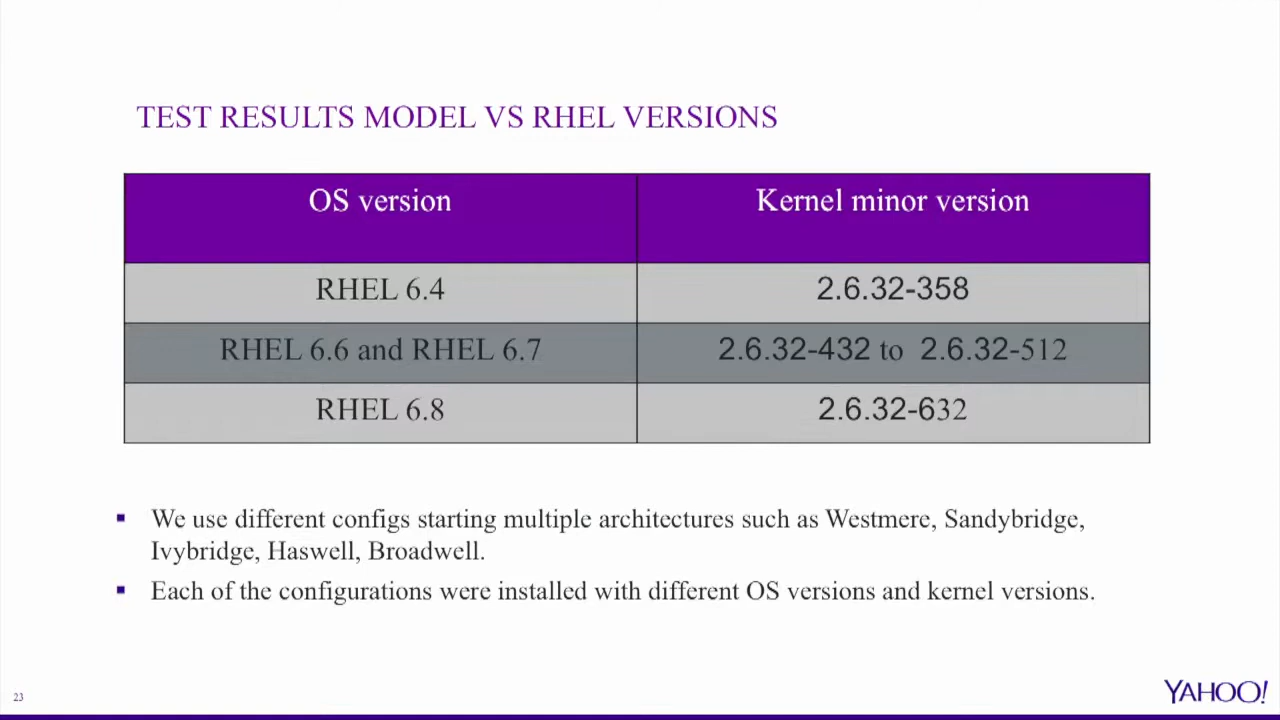 TEST RESULTS MODEL VS RHEL VERSIONS
OS version
Kernel minor version
RHEL 6.4
2.6.32-358
RHEL 6.6 and RHEL 6.7
2.6.32-432 to 2.6.32-512
RHEL 6.8
2.6.32-632
▪ We use different configs starting multiple architectures such as Westmere, Sandybridge,
Ivybridge, Haswell, Broadwell.
▪ Each of the configurations were installed with different OS versions and kernel versions.
23
YAHOO!